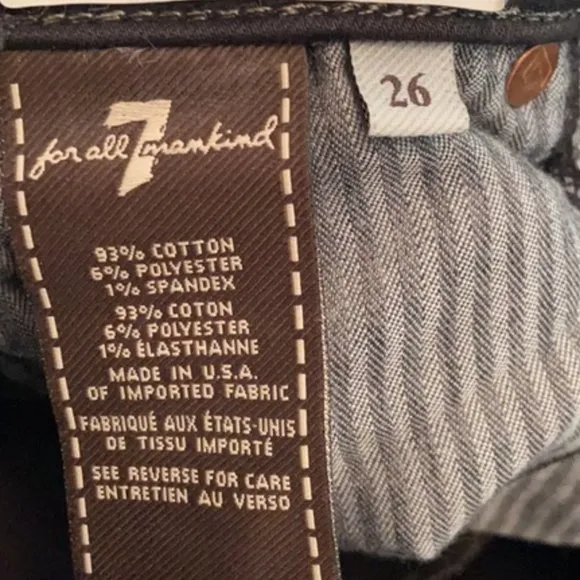 for all 7 mankind
26
93% COTTON
6% POLYESTER
1% SPANDEX
93% COTON
6% POLYESTER
1% ÉLASTHANNE
MADE IN U.S.A.
OF IMPORTED FABRIC
FABRIQUÉ AUX ÉTATS-UNIS
DE TISSU IMPORTÉ
SEE REVERSE FOR CARE
ENTRETIEN AU VERSO